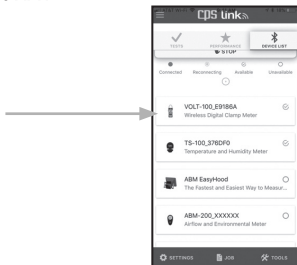 CPS Link
TESTS
PERFORMANCE
DEVICE LIST
STOP
Connected Reconnecting Available Unavailable
VOLT-100_E9186A
Wireless Digital Clamp Meter
TS-100_376DF0
Temperature and Humidity Meter
ABM EasyHood
The Fastest and Easiest Way to Measur...
ABM-200_XXXXXX
Airflow and Environmental Meter
SETTINGS JOB TOOLS